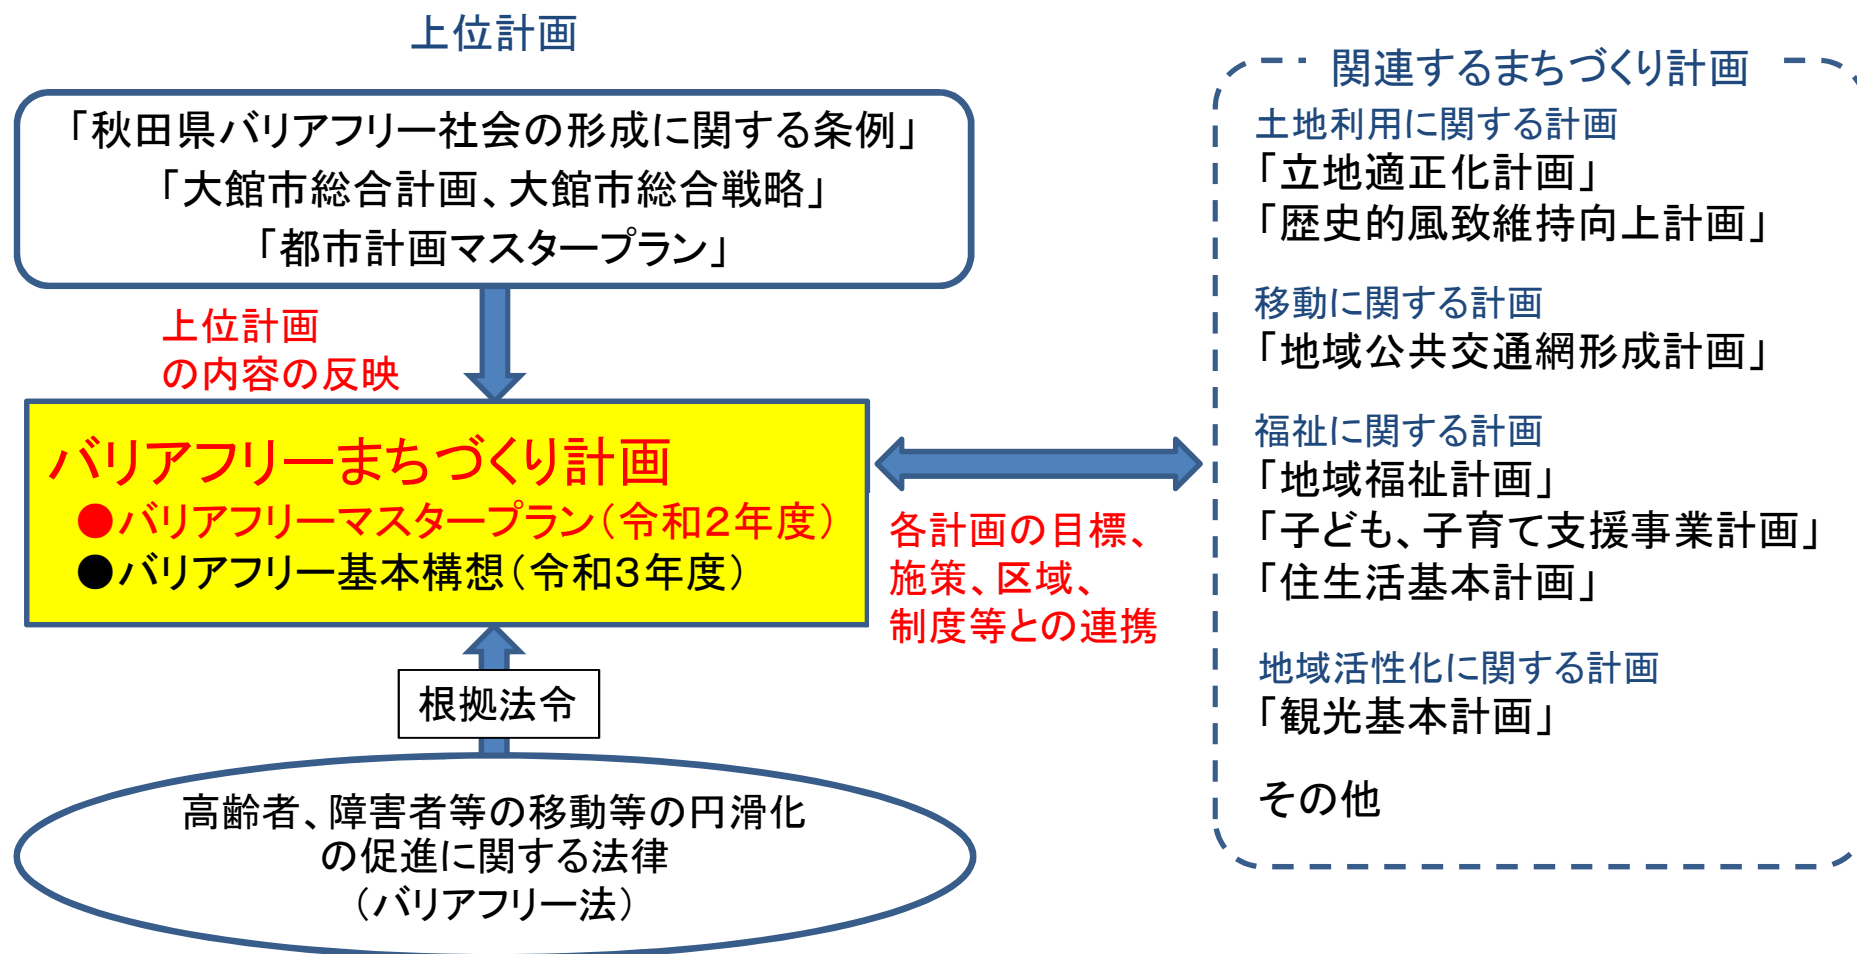 上位計画
「秋田県バリアフリー社会の形成に関する条例」
「大館市総合計画、大館市総合戦略」
「都市計画マスタープラン」
上位計画
の内容の反映
バリアフリーまちづくり計画
●バリアフリーマスタープラン(令和2年度)
●バリアフリー基本構想(令和3年度)
各計画の目標、
施策、区域、
制度等との連携
根拠法令
高齢者、障害者等の移動等の円滑化
の促進に関する法律
(バリアフリー法)
関連するまちづくり計画
土地利用に関する計画
「立地適正化計画」
「歴史的風致維持向上計画」
移動に関する計画
「地域公共交通網形成計画」
福祉に関する計画
「地域福祉計画」
「子ども、子育て支援事業計画」
「住生活基本計画」
地域活性化に関する計画
「観光基本計画」
その他